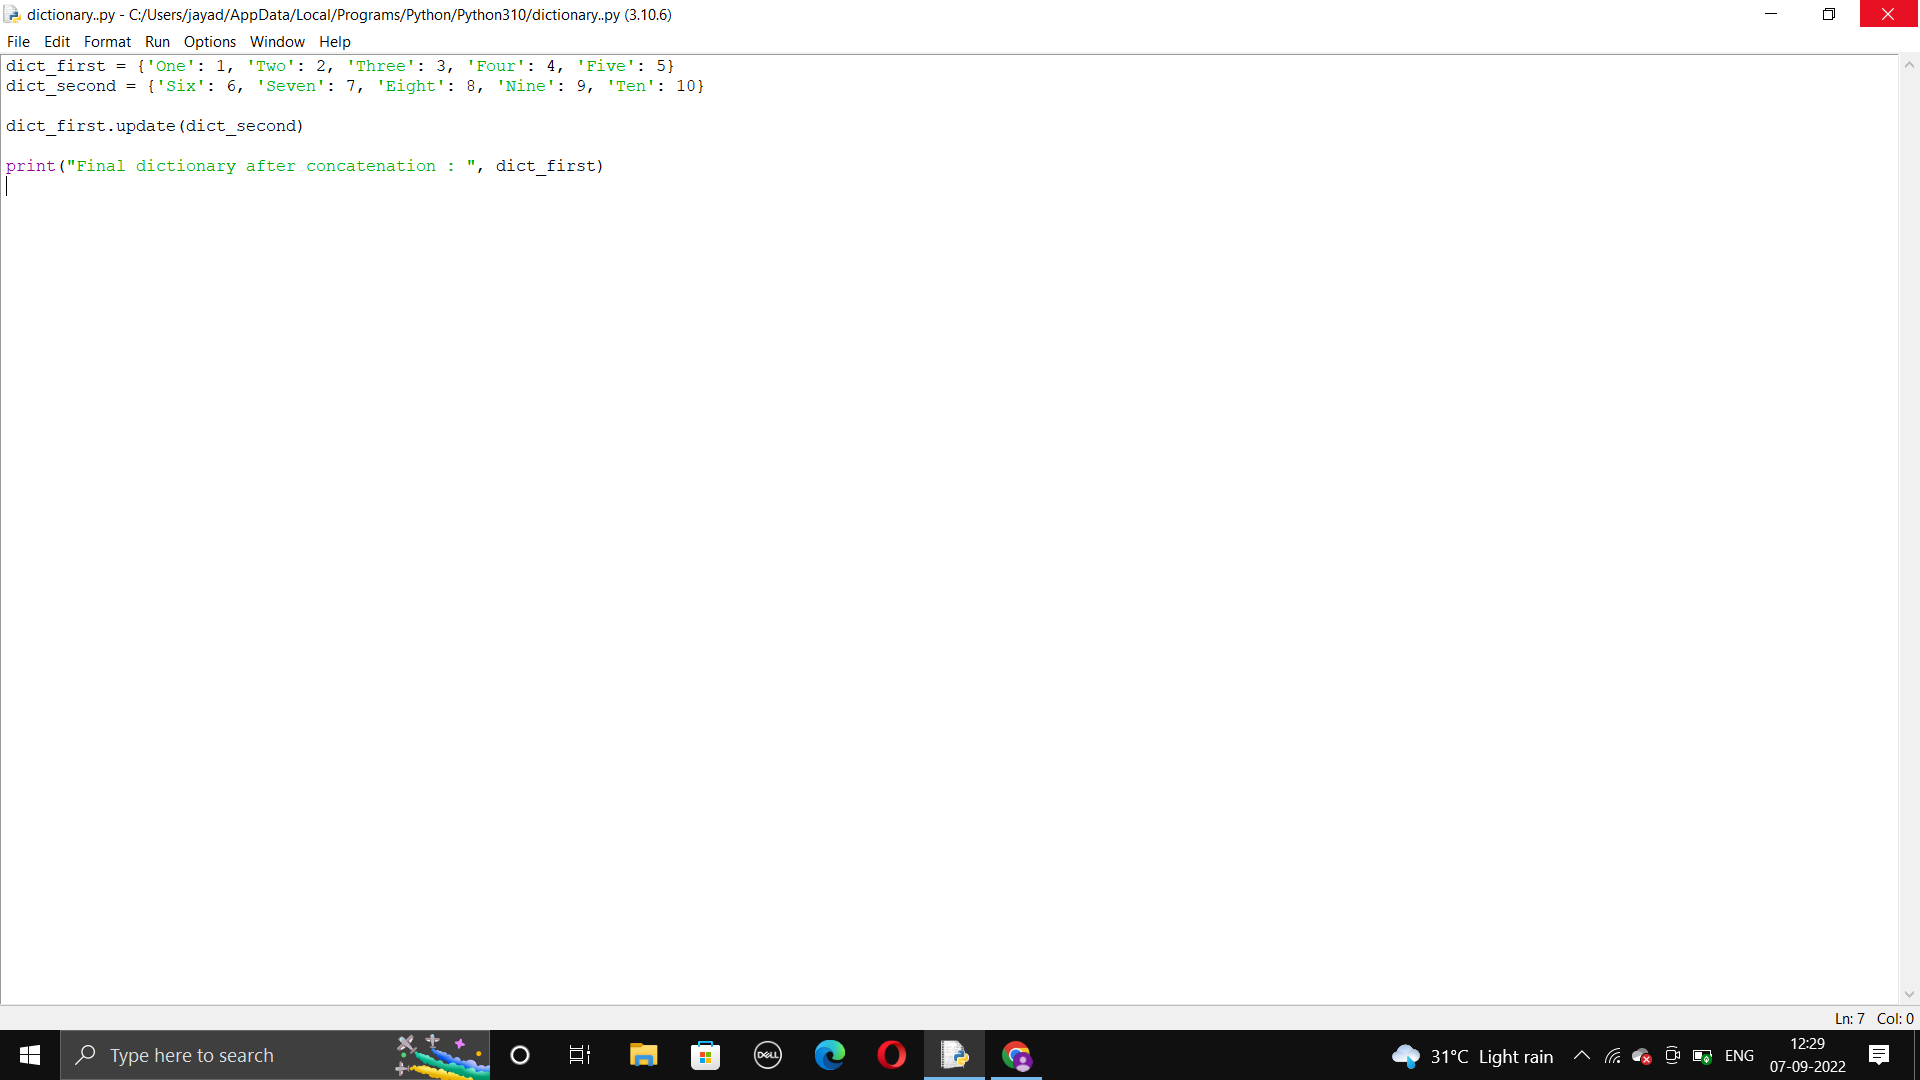 dictionary..py - C:/Users/jayad/AppData/Local/Programs/Python/Python310/dictionary..py (3.10.6)
File Edit Format Run Options Window Help
dict_first = {'One': 1, 'Two': 2, 'Three': 3, 'Four': 4, 'Five': 5}
dict_second = {'Six': 6, 'Seven': 7, 'Eight': 8, 'Nine': 9, 'Ten': 10}
dict_first.update(dict_second)
print("Final dictionary after concatenation : ", dict_first)
Ln: 7 Col: 0
Type here to search
DELL
31°C Light rain
ENG
12:29
07-09-2022